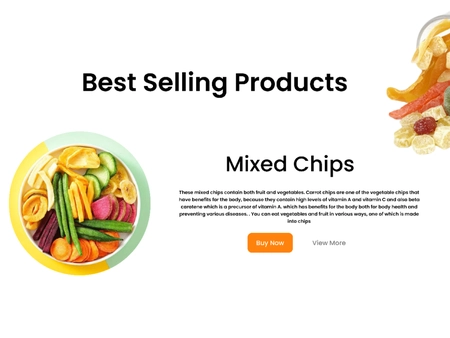 Best Selling Products
Mixed Chips
These mixed chips contain both fruit and vegetables. Carrot chips are one of the vegetable chips that
have benefits for the body, because they contain high levels of vitamin A and vitamin C and also beta
carotene which is a precursor of vitamin A. which has benefits for the body both for body health and
preventing various diseases. . You can eat vegetables and fruit in various ways, one of which is made
into chips
Buy Now
View More